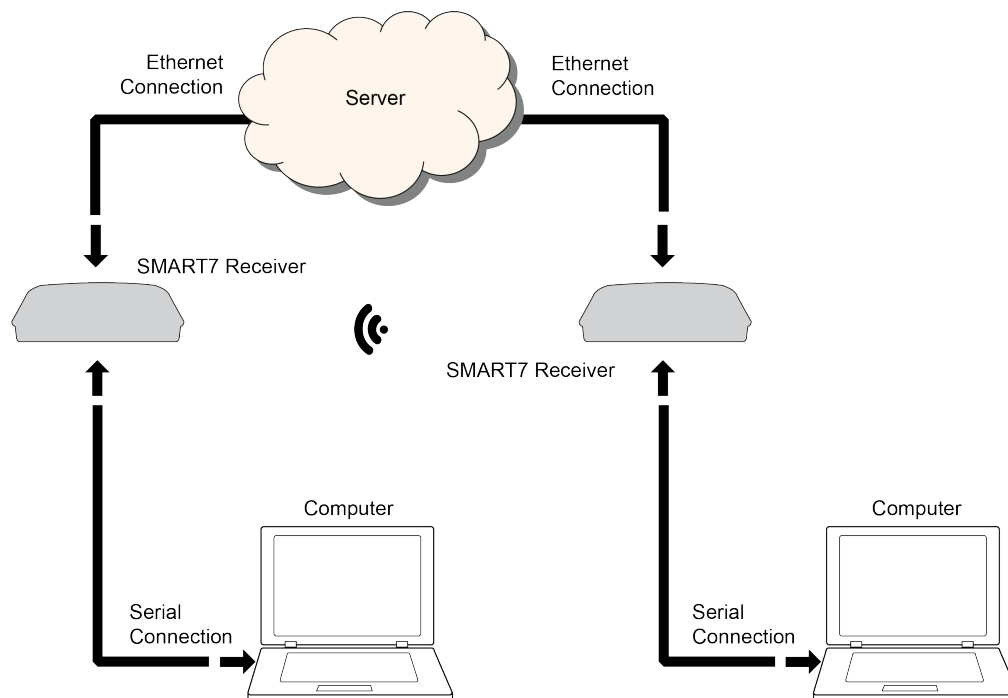 Ethernet
Connection
Server
Ethernet
Connection
SMART7 Receiver
SMART7 Receiver
Computer
Computer
Serial
Connection
Serial
Connection